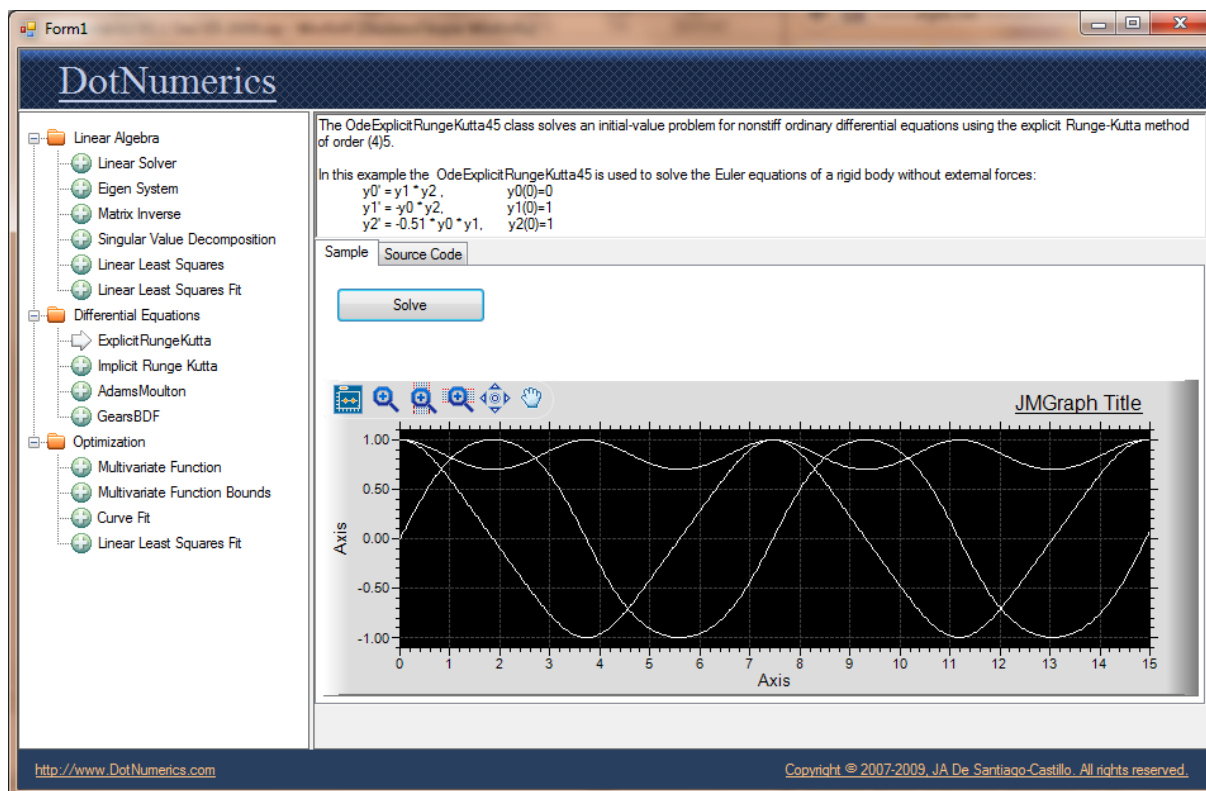 Form1
DotNumerics
Linear Algebra
Linear Solver
Eigen System
Matrix Inverse
Singular Value Decomposition
Linear Least Squares
Linear Least Squares Fit
Differential Equations
ExplicitRungeKutta
Implicit Runge Kutta
AdamsMoulton
GearsBDF
Optimization
Multivariate Function
Multivariate Function Bounds
Curve Fit
Linear Least Squares Fit
The OdeExplicitRungeKutta45 class solves an initial-value problem for nonstiff ordinary differential equations using the explicit Runge-Kutta method
of order (4)5.
In this example the OdeExplicitRungeKutta45 is used to solve the Euler equations of a rigid body without external forces:
y0' = y1 * y2 , y0(0)=0
y1' = -y0 * y2, y1(0)=1
y2' = -0.51 * y0 * y1, y2(0)=1
Sample Source Code
Solve
JMGraph Title
1.00
0.50
0.00
-0.50
-1.00
Axis
0 1 2 3 4 5 6 7 8 9 10 11 12 13 14 15
Axis
http://www.DotNumerics.com
Copyright © 2007-2009, JA De Santiago-Castillo. All rights reserved.